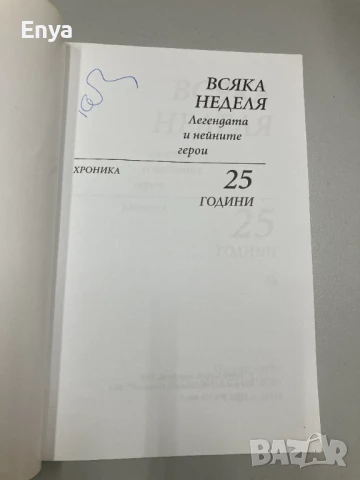 Enya
ВСЯКА
НЕДЕЛЯ
Легендата
и нейните
герои
ХРОНИКА
25
ГОДИНИ
BAZAR